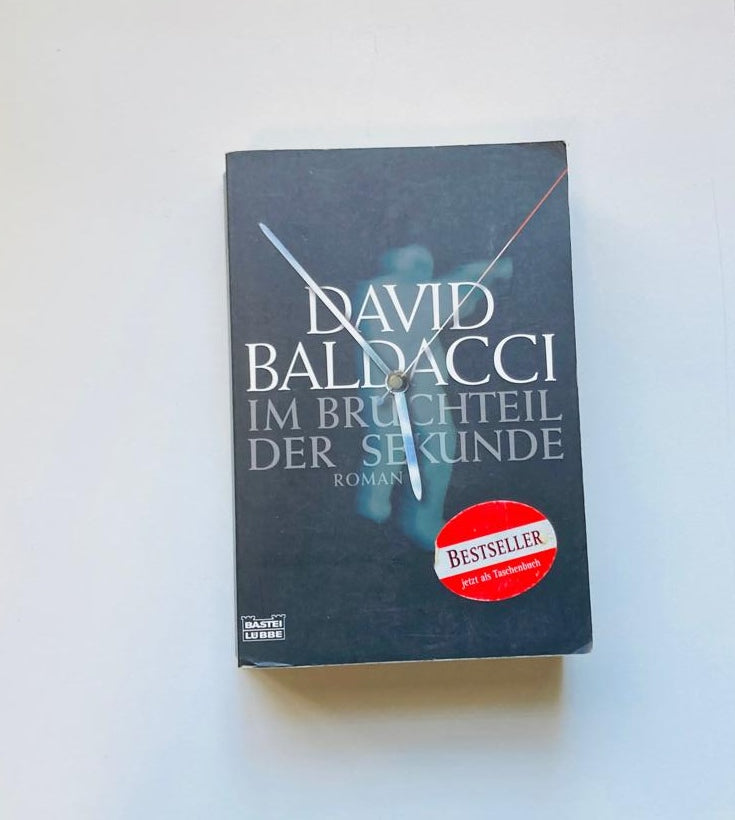 DAVID
BALDACCI
IM BRUCHTEIL
DER SEKUNDE
ROMAN
BESTSELLER
jetzt als Taschenbuch
BASTEI
LÜBBE